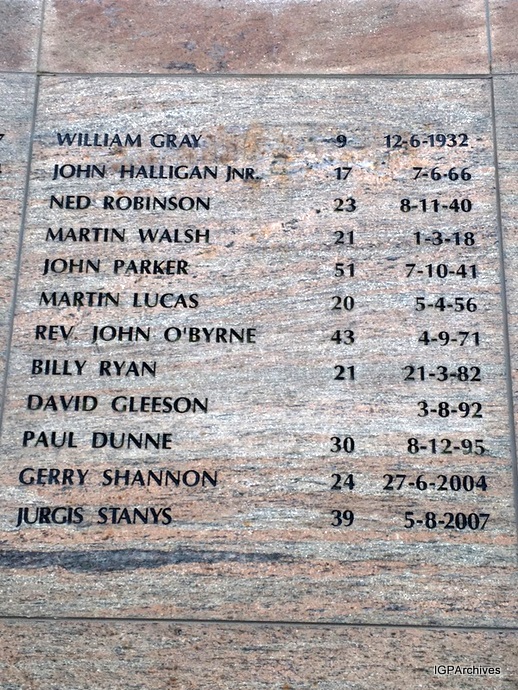 WILLIAM GRAY 9 12-6-1932
JOHN HALLIGAN JNR. 17 7-6-66
NED ROBINSON 23 8-11-40
MARTIN WALSH 21 1-3-18
JOHN PARKER 51 7-10-41
MARTIN LUCAS 20 5-4-56
REV. JOHN O'BYRNE 43 4-9-71
BILLY RYAN 21 21-3-82
DAVID GLEESON 3-8-92
PAUL DUNNE 30 8-12-95
GERRY SHANNON 24 27-6-2004
JURGIS STANYS 39 5-8-2007
IGPArchives